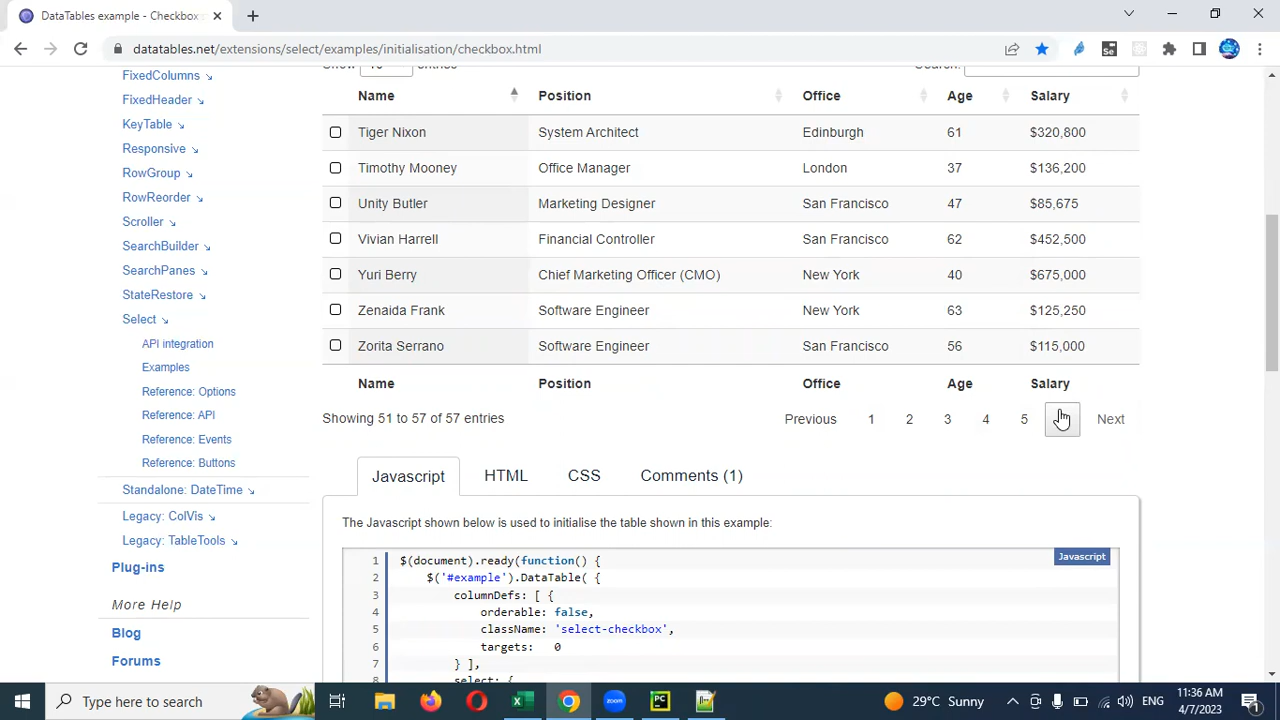 DataTables example - Checkbox
datatables.net/extensions/select/examples/initialisation/checkbox.html
FixedColumns
FixedHeader
KeyTable
Responsive
RowGroup
RowReorder
Scroller
SearchBuilder
SearchPanes
StateRestore
Select
API integration
Examples
Reference: Options
Reference: API
Reference: Events
Reference: Buttons
Standalone: DateTime
Legacy: ColVis
Legacy: TableTools
Plug-ins
More Help
Blog
Forums
Show 10 entries Search:
Name Position Office Age Salary
Tiger Nixon System Architect Edinburgh 61 $320,800
Timothy Mooney Office Manager London 37 $136,200
Unity Butler Marketing Designer San Francisco 47 $85,675
Vivian Harrell Financial Controller San Francisco 62 $452,500
Yuri Berry Chief Marketing Officer (CMO) New York 40 $675,000
Zenaida Frank Software Engineer New York 63 $125,250
Zorita Serrano Software Engineer San Francisco 56 $115,000
Name Position Office Age Salary
Showing 51 to 57 of 57 entries Previous 1 2 3 4 5 Next
Javascript HTML CSS Comments (1)
The Javascript shown below is used to initialise the table shown in this example:
Javascript
1 $(document).ready(function() {
2 $('#example').DataTable( {
3 columnDefs: [ {
4 orderable: false,
5 className: 'select-checkbox',
6 targets: 0
7 } ],
8 select: {
Type here to search
29°C Sunny
ENG
11:36 AM
4/7/2023
1